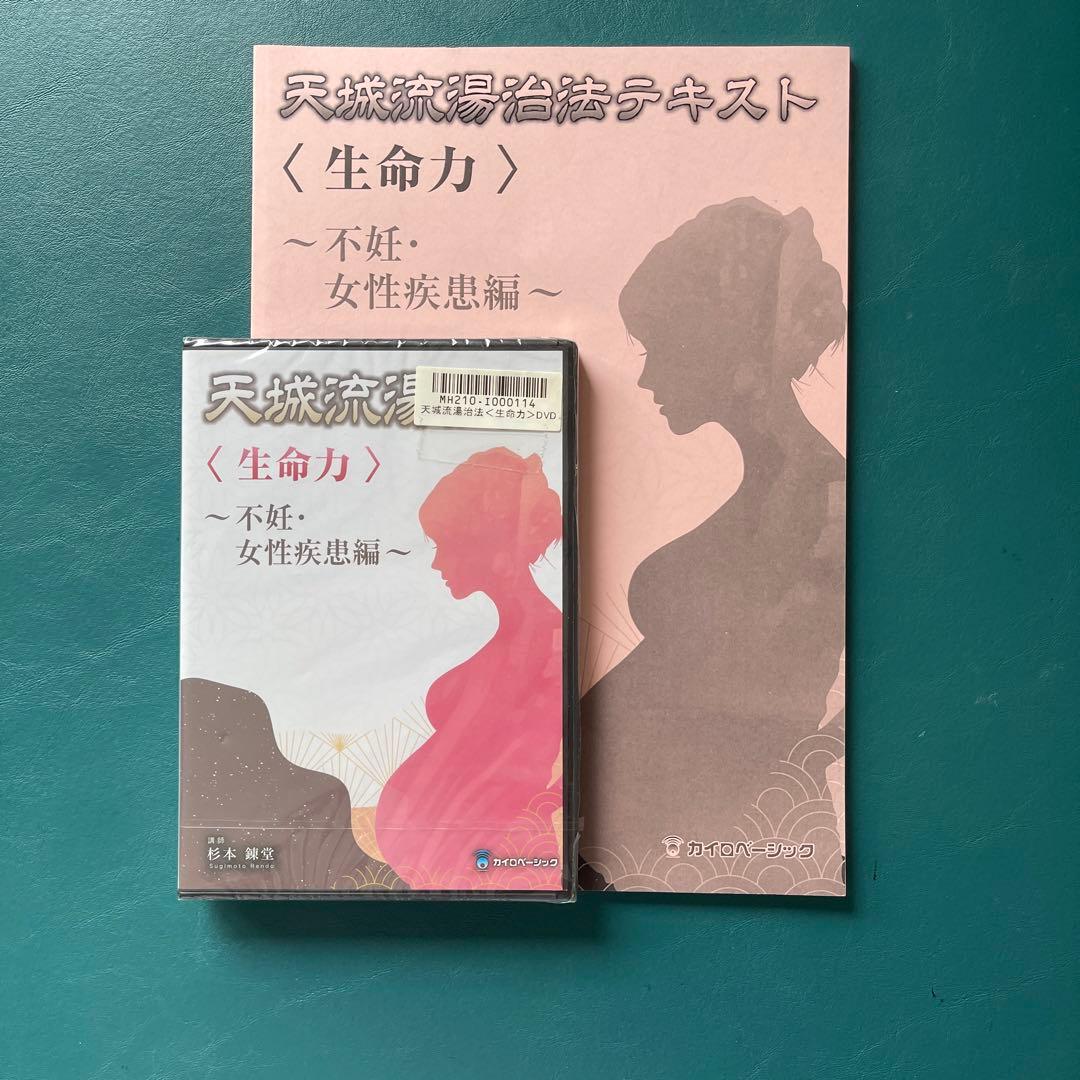 天城流湯治法テキスト
〈 生命力 〉
～不妊・
女性疾患編～
カイロベーシック
天城流湯
MH210-I000114
天城流湯治法＜生命力＞DVD
〈 生命力 〉
～不妊・
女性疾患編～
講師
杉本 錬堂
Sugimoto Rendo
カイロベーシック